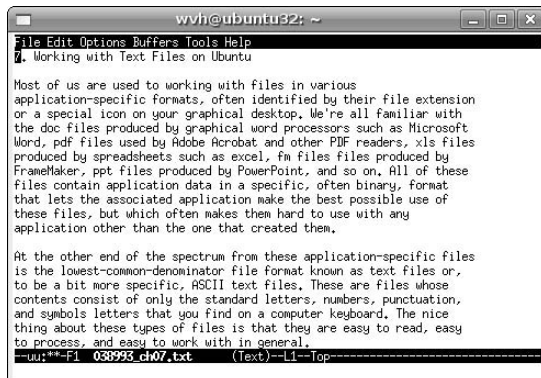 wvh@ubuntu32: ~
File Edit Options Buffers Tools Help
7. Working with Text Files on Ubuntu
Most of us are used to working with files in various
application-specific formats, often identified by their file extension
or a special icon on your graphical desktop. We're all familiar with
the doc files produced by graphical word processors such as Microsoft
Word, pdf files used by Adobe Acrobat and other PDF readers, xls files
produced by spreadsheets such as excel, fm files files produced by
FrameMaker, ppt files produced by PowerPoint, and so on. All of these
files contain application data in a specific, often binary, format
that lets the associated application make the best possible use of
these files, but which often makes them hard to use with any
application other than the one that created them.
At the other end of the spectrum from these application-specific files
is the lowest-common-denominator file format known as text files or,
to be a bit more specific, ASCII text files. These are files whose
contents consist of only the standard letters, numbers, punctuation,
and symbols letters that you find on a computer keyboard. The nice
thing about these types of files is that they are easy to read, easy
to process, and easy to work with in general.
--uu:**-F1  038993_ch07.txt      (Text)--L1--Top--------------------------------